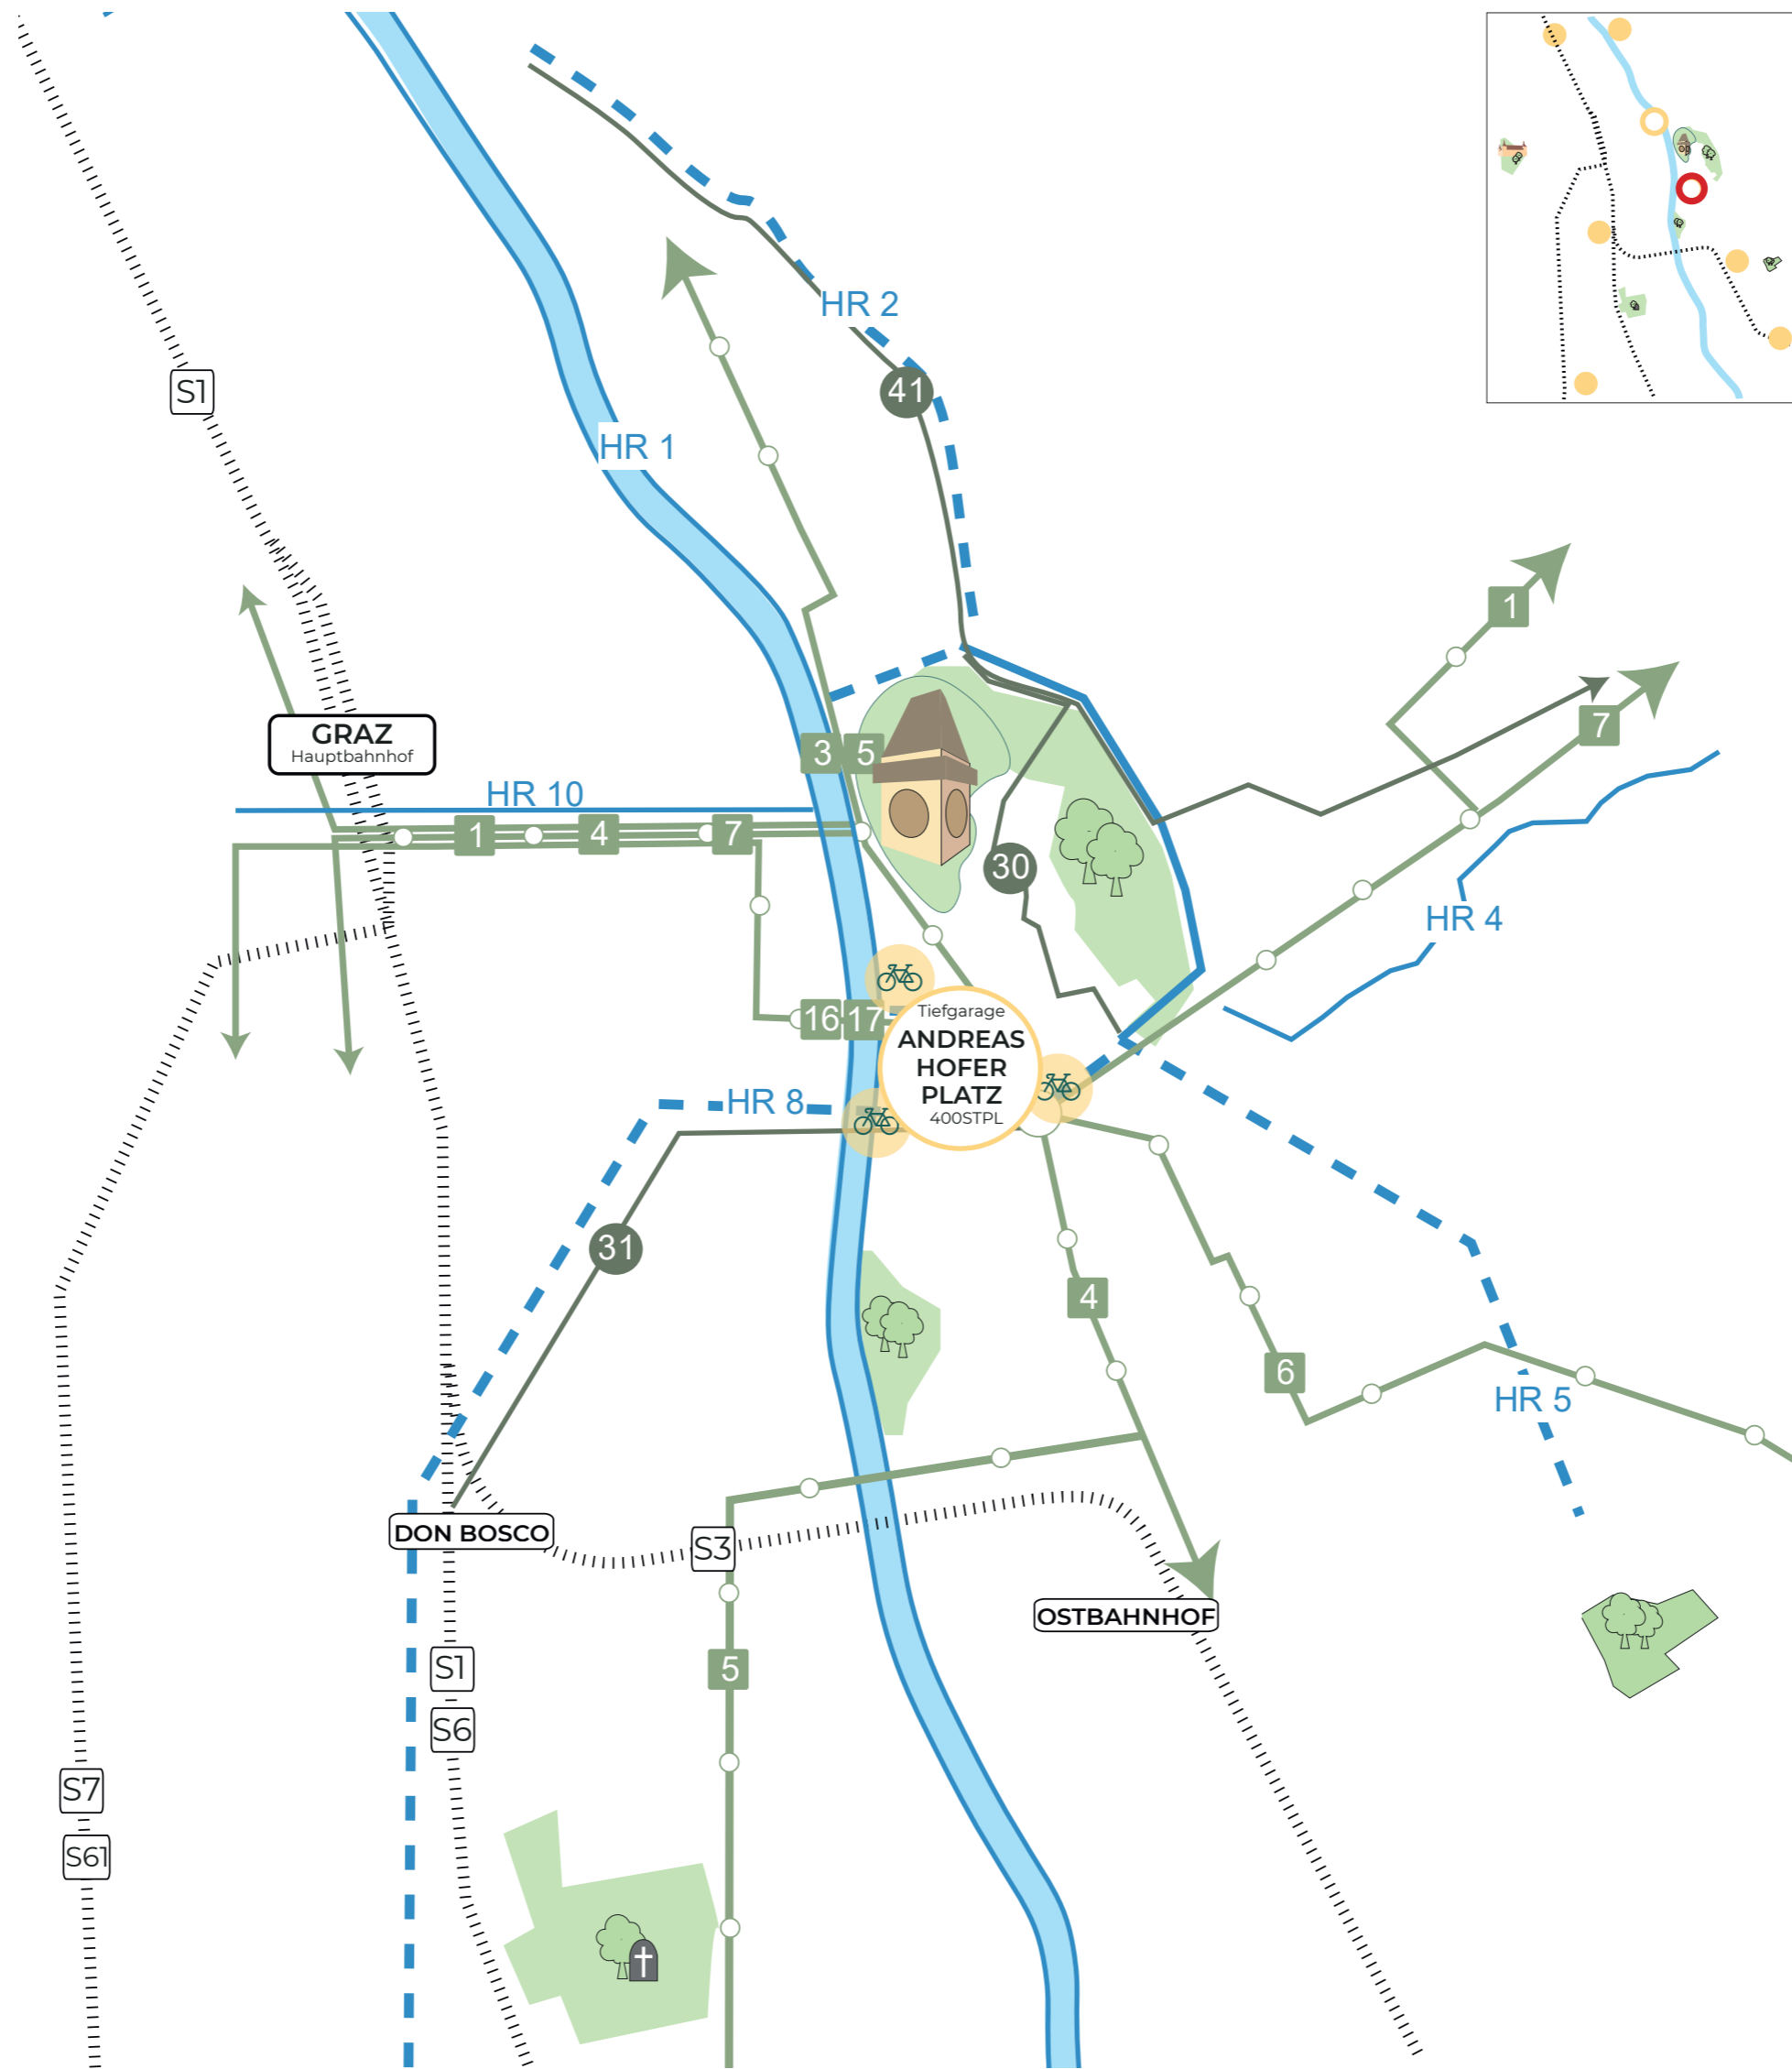 HR 2
S1
41
HR 1
1
GRAZ
Hauptbahnhof
7
3 5
HR 10
1 4 7
30
HR 4
16 17
Tiefgarage
ANDREAS
HOFER
PLATZ
400STPL
HR 8
31
4
6
HR 5
DON BOSCO
S3
OSTBAHNHOF
5
S1
S6
S7
S61